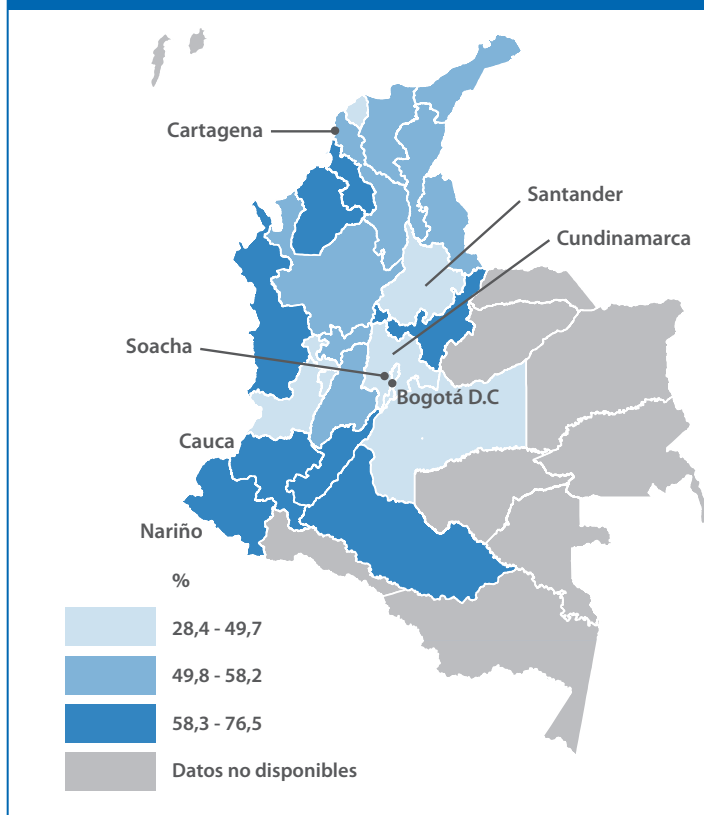 Cartagena
Santander
Cundinamarca
Soacha
Bogotá D.C
Cauca
Nariño
%
28,4 - 49,7
49,8 - 58,2
58,3 - 76,5
Datos no disponibles